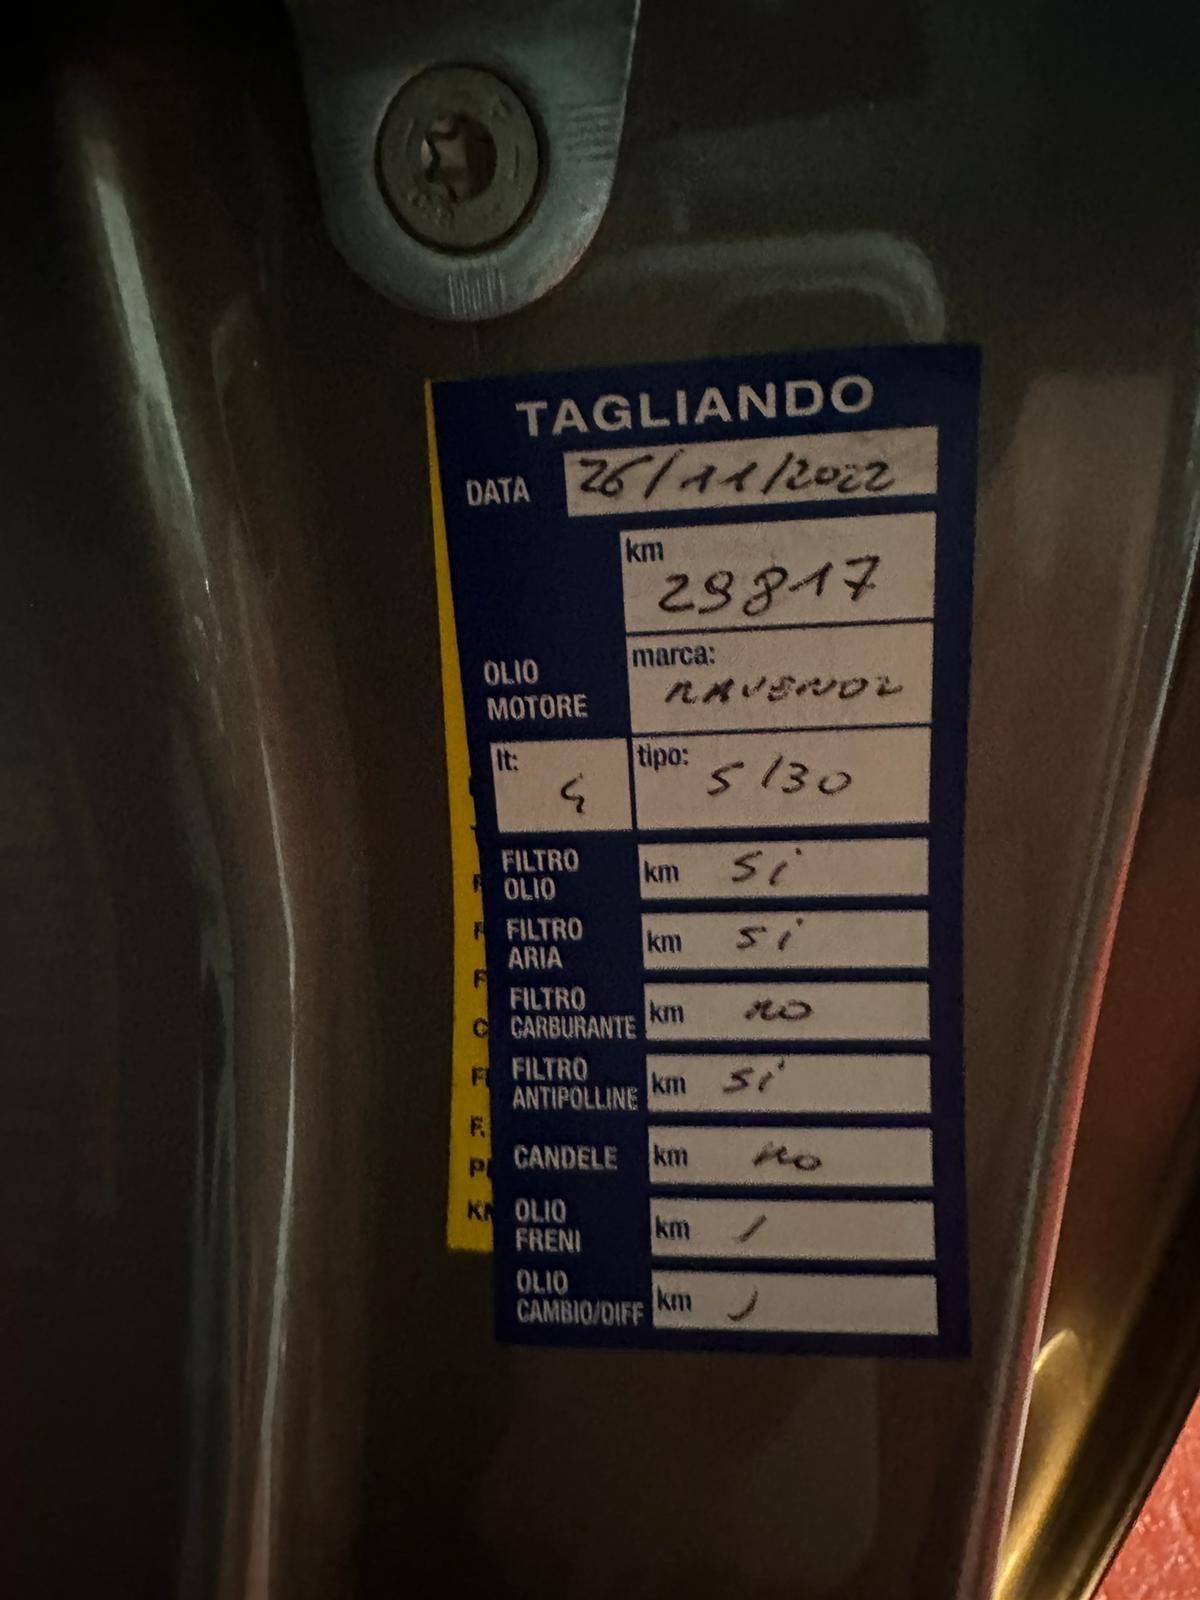 TAGLIANDO
DATA 26/11/2022
km
29817
OLIO MOTORE
marca:
RAVENOL
lt: 4
tipo: 5/30
FILTRO OLIO km si
FILTRO ARIA km si
FILTRO CARBURANTE km no
FILTRO ANTIPOLLINE km si
CANDELE km no
OLIO FRENI km /
OLIO CAMBIO/DIFF km /